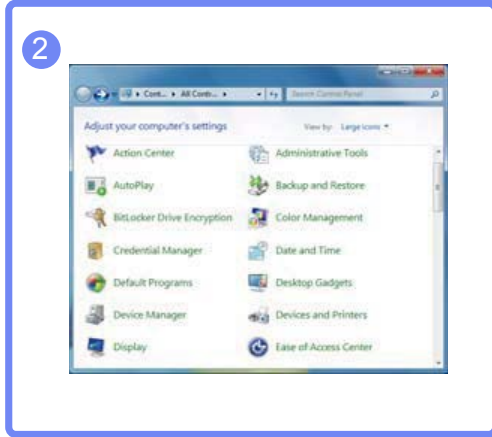 2
Cont... ▸ All Contr... ▸ Search Control Panel
Adjust your computer's settings View by: Large icons
Action Center Administrative Tools
AutoPlay Backup and Restore
BitLocker Drive Encryption Color Management
Credential Manager Date and Time
Default Programs Desktop Gadgets
Device Manager Devices and Printers
Display Ease of Access Center